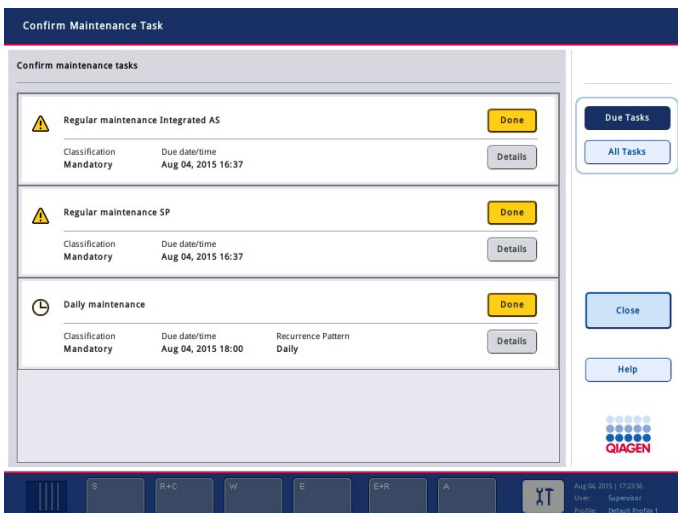 Confirm Maintenance Task
Confirm maintenance tasks
Regular maintenance Integrated AS
Done
Classification
Due date/time
Mandatory
Aug 04, 2015 16:37
Details
Regular maintenance SP
Done
Classification
Due date/time
Mandatory
Aug 04, 2015 16:37
Details
Daily maintenance
Done
Classification
Due date/time
Recurrence Pattern
Mandatory
Aug 04, 2015 18:00
Daily
Details
Due Tasks
All Tasks
Close
Help
QIAGEN
S
R+C
W
E
E+R
A
Aug 04, 2015 | 17:23:56
User: Supervisor
Profile: Default Profile 1